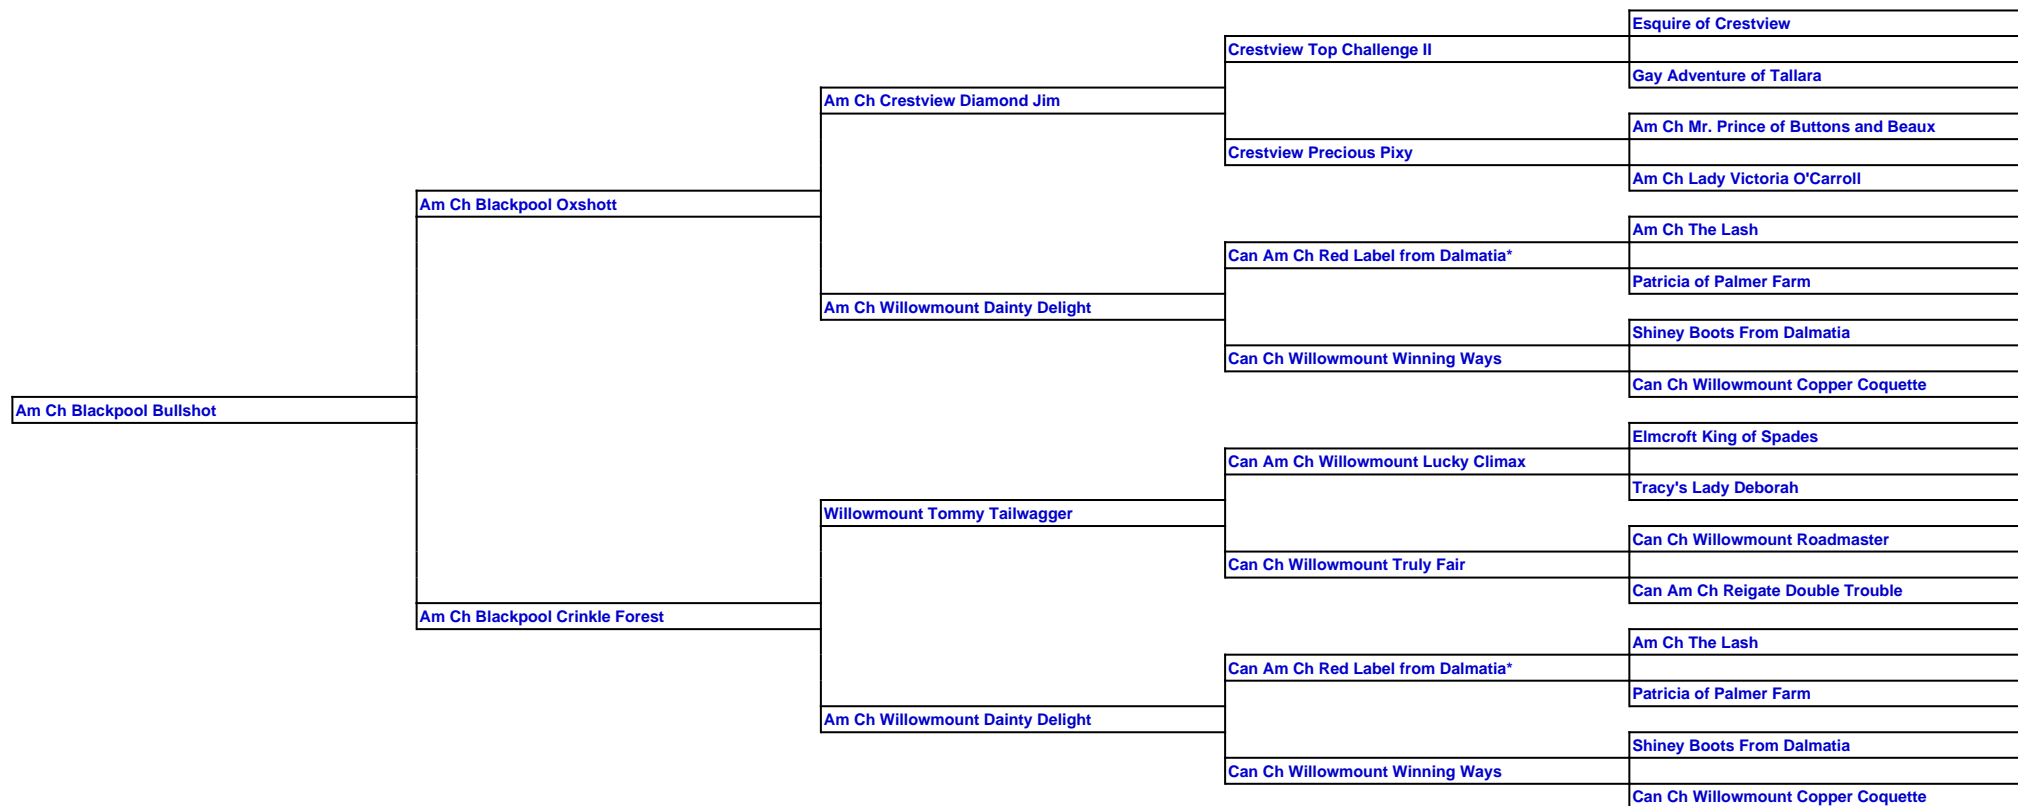 Esquire of Crestview
Crestview Top Challenge II
Gay Adventure of Tallara
Am Ch Crestview Diamond Jim
Am Ch Mr. Prince of Buttons and Beaux
Crestview Precious Pixy
Am Ch Lady Victoria O'Carroll
Am Ch Blackpool Oxshott
Am Ch The Lash
Can Am Ch Red Label from Dalmatia*
Patricia of Palmer Farm
Am Ch Willowmount Dainty Delight
Shiney Boots From Dalmatia
Can Ch Willowmount Winning Ways
Can Ch Willowmount Copper Coquette
Am Ch Blackpool Bullshot
Elmcroft King of Spades
Can Am Ch Willowmount Lucky Climax
Tracy's Lady Deborah
Willowmount Tommy Tailwagger
Can Ch Willowmount Roadmaster
Can Ch Willowmount Truly Fair
Can Am Ch Reigate Double Trouble
Am Ch Blackpool Crinkle Forest
Am Ch The Lash
Can Am Ch Red Label from Dalmatia*
Patricia of Palmer Farm
Am Ch Willowmount Dainty Delight
Shiney Boots From Dalmatia
Can Ch Willowmount Winning Ways
Can Ch Willowmount Copper Coquette